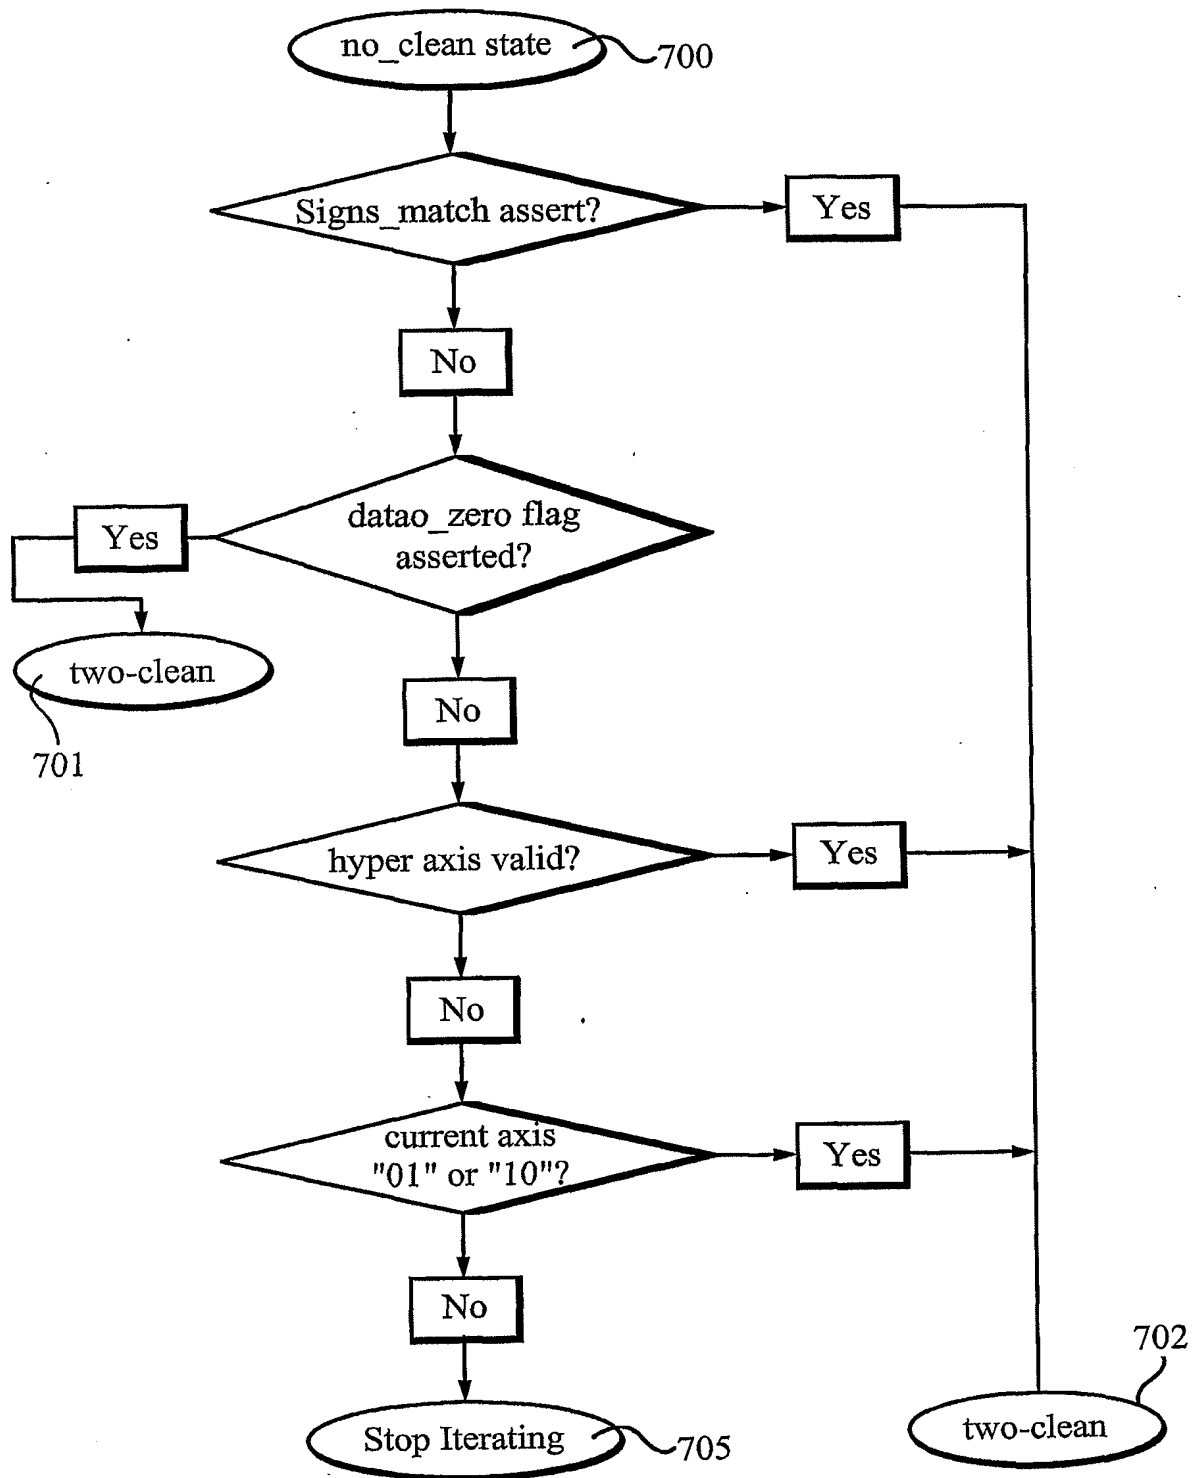 no_clean state
700
Signs_match assert?
Yes
No
datao_zero flag
asserted?
Yes
two-clean
701
No
hyper axis valid?
Yes
No
current axis
"01" or "10"?
Yes
No
Stop Iterating
705
702
two-clean